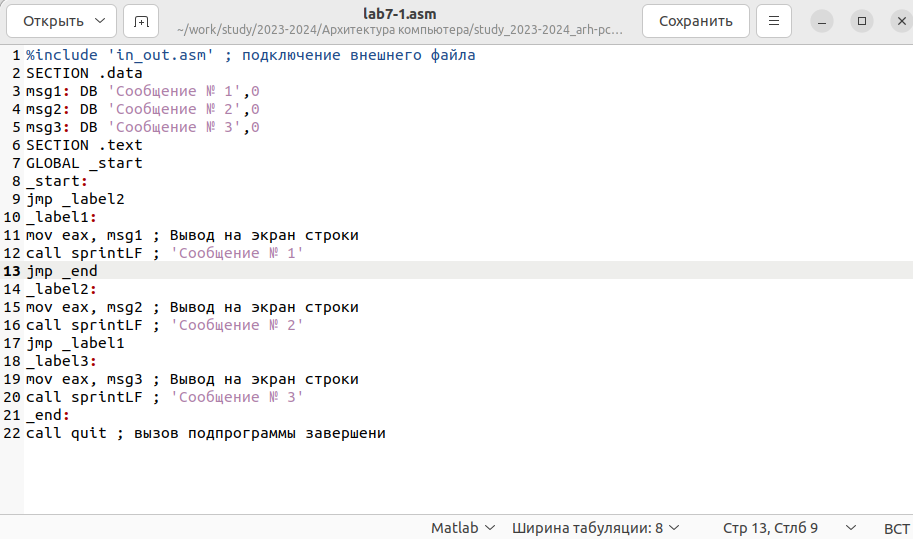 Открыть
lab7-1.asm
~/work/study/2023-2024/Архитектура компьютера/study_2023-2024_arh-pc...
Сохранить
1 %include 'in_out.asm' ; подключение внешнего файла
2 SECTION .data
3 msg1: DB 'Сообщение № 1',0
4 msg2: DB 'Сообщение № 2',0
5 msg3: DB 'Сообщение № 3',0
6 SECTION .text
7 GLOBAL _start
8 _start:
9 jmp _label2
10 _label1:
11 mov eax, msg1 ; Вывод на экран строки
12 call sprintLF ; 'Сообщение № 1'
13 jmp _end
14 _label2:
15 mov eax, msg2 ; Вывод на экран строки
16 call sprintLF ; 'Сообщение № 2'
17 jmp _label1
18 _label3:
19 mov eax, msg3 ; Вывод на экран строки
20 call sprintLF ; 'Сообщение № 3'
21 _end:
22 call quit ; вызов подпрограммы завершени
Matlab Ширина табуляции: 8 Стр 13, Стлб 9 ВСТ